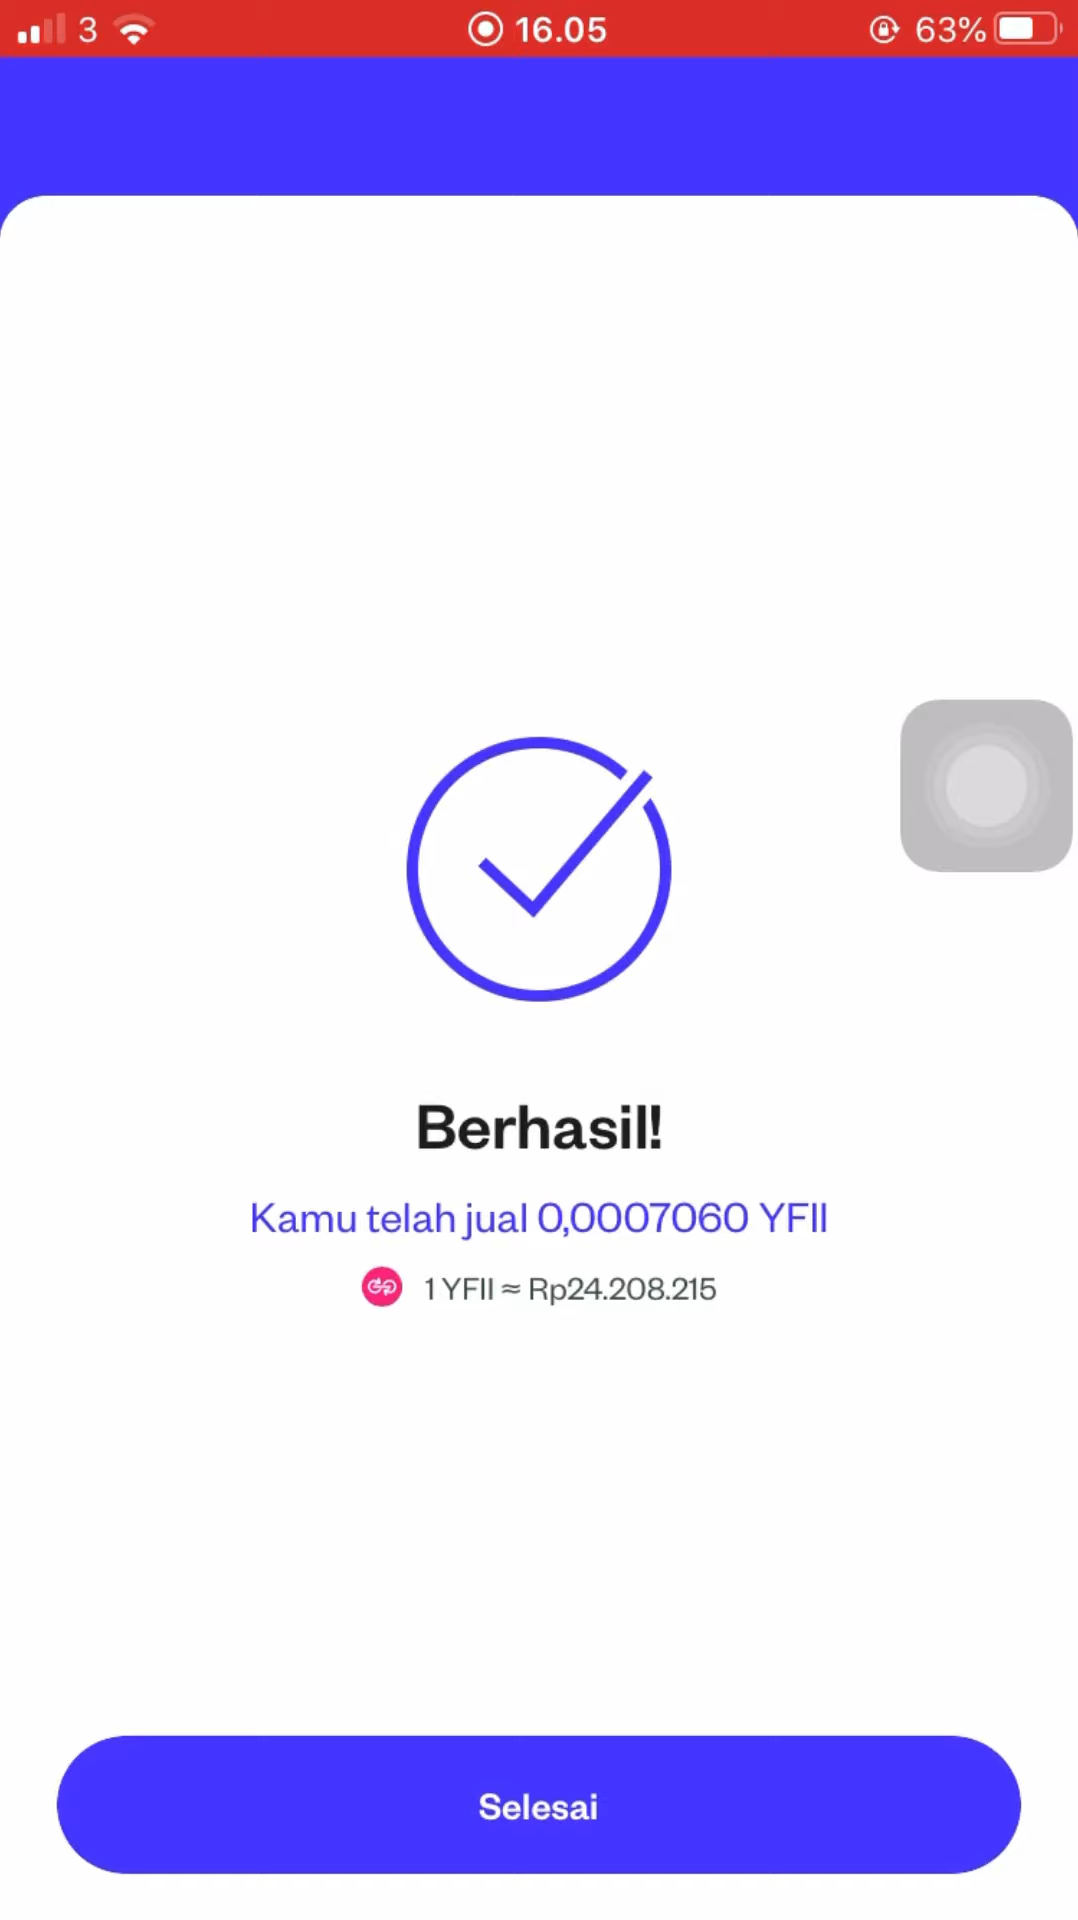 3 16.05 63%
Berhasil!
Kamu telah jual 0,0007060 YFII
1 YFII ≈ Rp24.208.215
Selesai